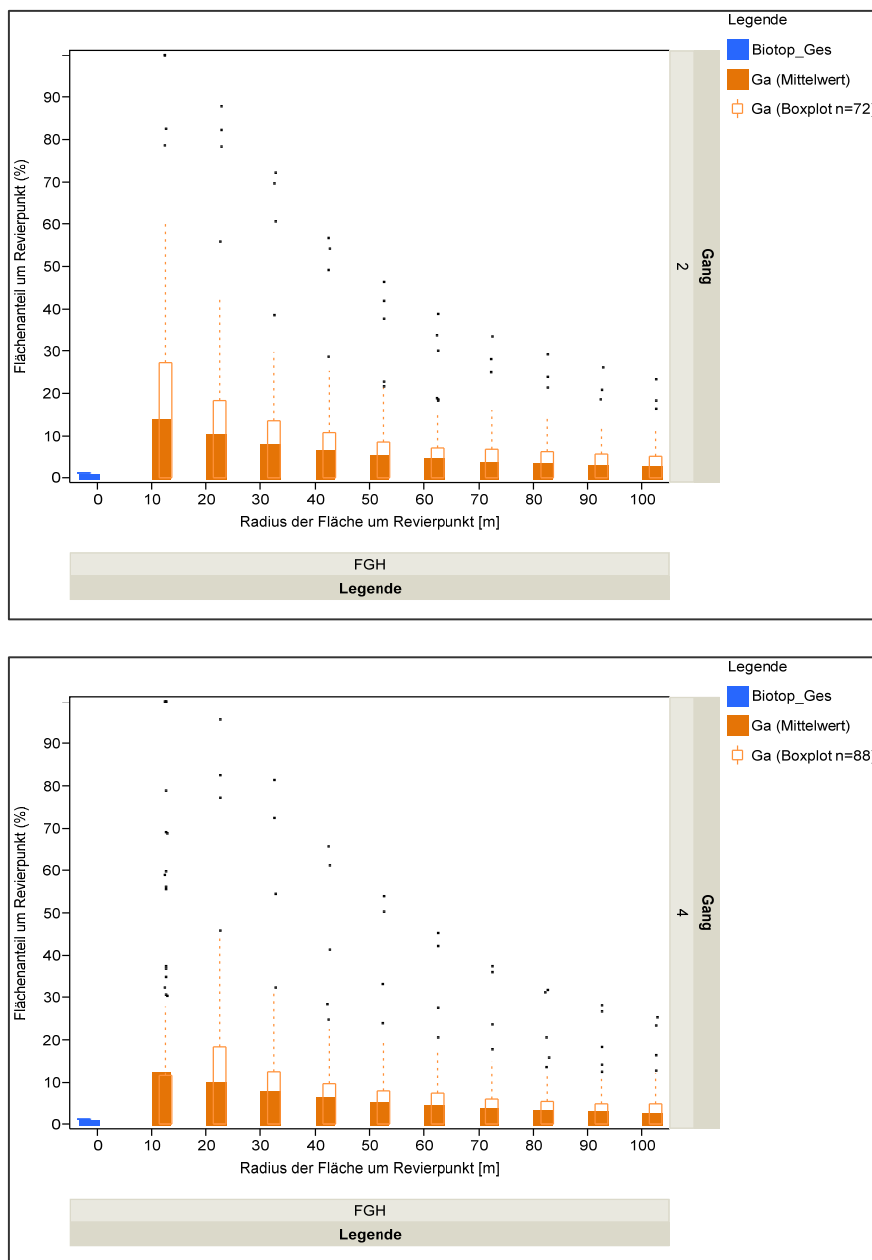 Legende
Biotop_Ges
Ga (Mittelwert)
Ga (Boxplot n=72)
Flächenanteil um Revierpunkt (%)
90
80
70
60
50
40
30
20
10
0
0 10 20 30 40 50 60 70 80 90 100
Radius der Fläche um Revierpunkt [m]
2
Gang
FGH
Legende
Legende
Biotop_Ges
Ga (Mittelwert)
Ga (Boxplot n=88)
Flächenanteil um Revierpunkt (%)
90
80
70
60
50
40
30
20
10
0
0 10 20 30 40 50 60 70 80 90 100
Radius der Fläche um Revierpunkt [m]
4
Gang
FGH
Legende